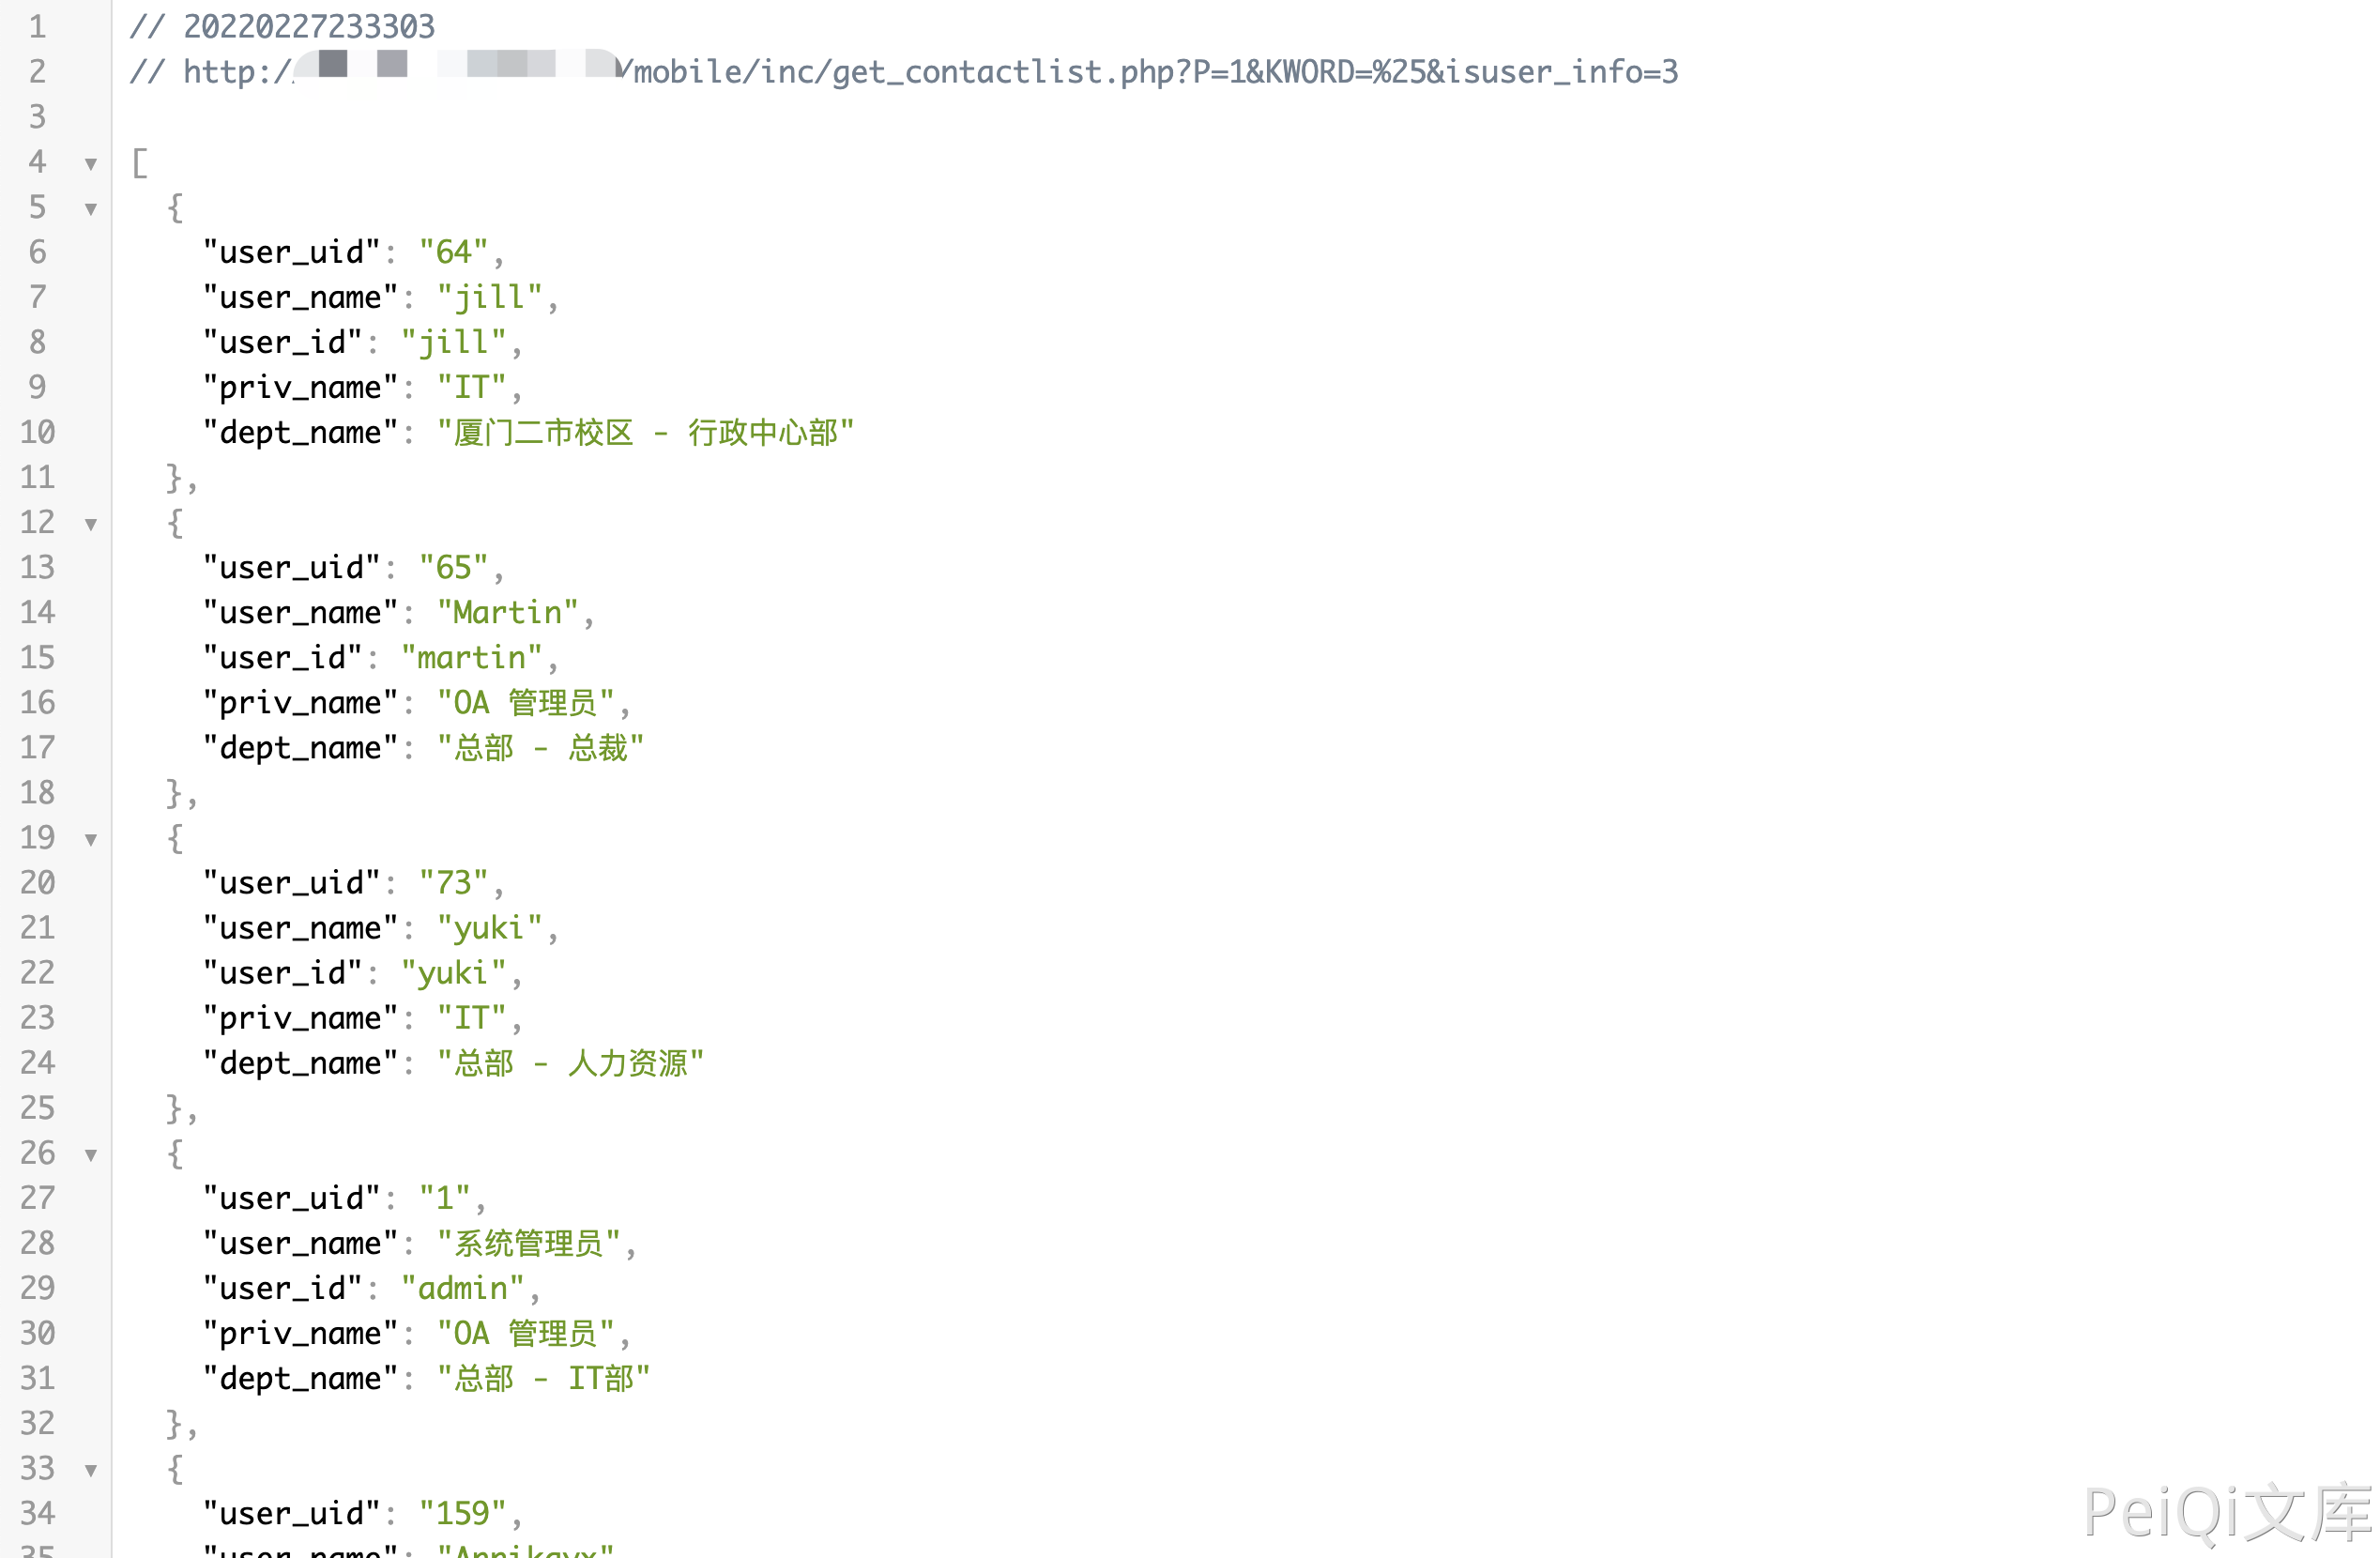 1 // 20220227233303
2 // http:/ /mobile/inc/get_contactlist.php?P=1&KWORD=%25&isuser_info=3
3
4 [
5 {
6 "user_uid": "64",
7 "user_name": "jill",
8 "user_id": "jill",
9 "priv_name": "IT",
10 "dept_name": "厦门二市校区 - 行政中心部"
11 },
12 {
13 "user_uid": "65",
14 "user_name": "Martin",
15 "user_id": "martin",
16 "priv_name": "OA 管理员",
17 "dept_name": "总部 - 总裁"
18 },
19 {
20 "user_uid": "73",
21 "user_name": "yuki",
22 "user_id": "yuki",
23 "priv_name": "IT",
24 "dept_name": "总部 - 人力资源"
25 },
26 {
27 "user_uid": "1",
28 "user_name": "系统管理员",
29 "user_id": "admin",
30 "priv_name": "OA 管理员",
31 "dept_name": "总部 - IT部"
32 },
33 {
34 "user_uid": "159",
35 "user_name": "Annikayx"
PeiQi文库